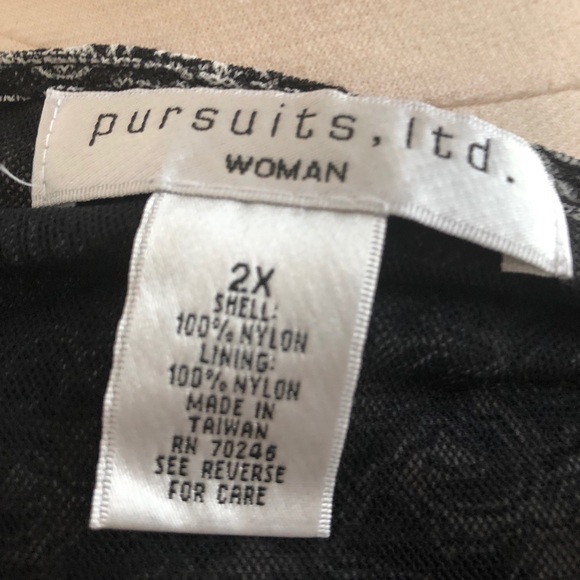 pursuits, ltd.
WOMAN
2X
SHELL:
100% NYLON
LINING:
100% NYLON
MADE IN
TAIWAN
RN 70246
SEE REVERSE
FOR CARE